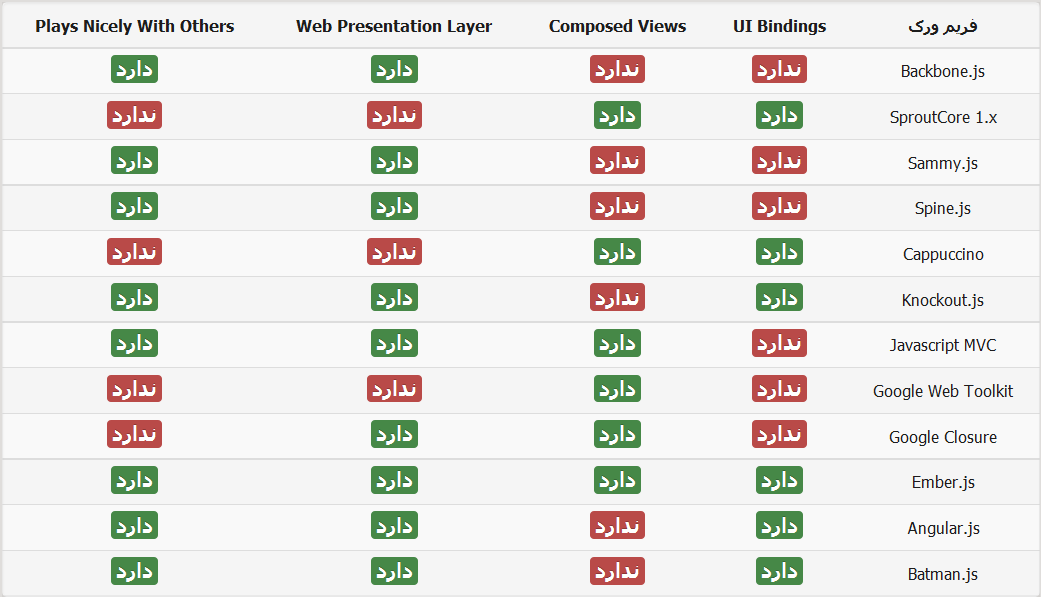 فریم ورک UI Bindings Composed Views Web Presentation Layer Plays Nicely With Others
Backbone.js ندارد ندارد دارد دارد
SproutCore 1.x دارد دارد ندارد ندارد
Sammy.js ندارد ندارد دارد دارد
Spine.js ندارد ندارد دارد دارد
Cappuccino دارد دارد ندارد ندارد
Knockout.js دارد ندارد دارد دارد
Javascript MVC ندارد دارد دارد دارد
Google Web Toolkit ندارد دارد ندارد ندارد
Google Closure ندارد دارد دارد ندارد
Ember.js دارد دارد دارد دارد
Angular.js دارد ندارد دارد دارد
Batman.js دارد ندارد دارد دارد